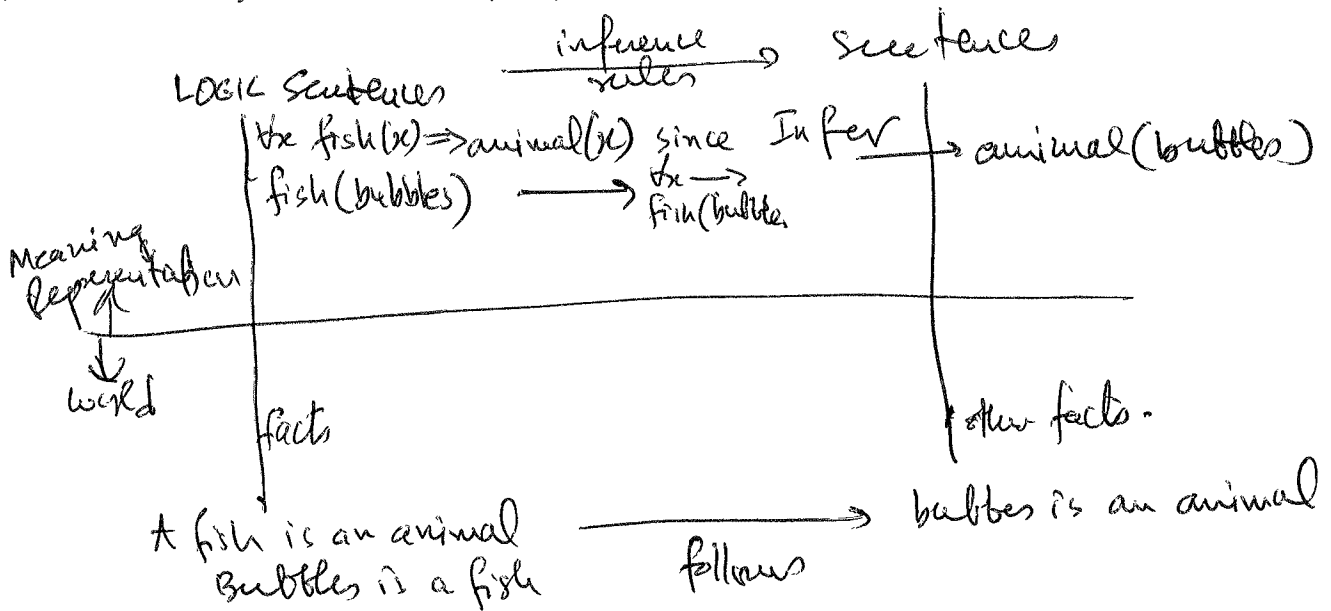 inference rules
sentences
LOGIC Sentences
∀x fish(x) ⇒ animal(x) since Infer → animal(bubbles)
fish(bubbles) → ∀x →
fish(bubbles
Meaning
Representation
world
facts
other facts.
A fish is an animal
Bubbles is a fish
follows
bubbes is an animal